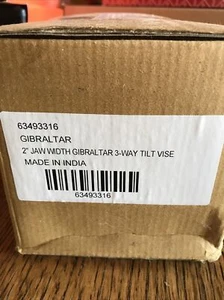 63493316
GIBRALTAR
2" JAW WIDTH GIBRALTAR 3-WAY TILT VISE
MADE IN INDIA
63493316